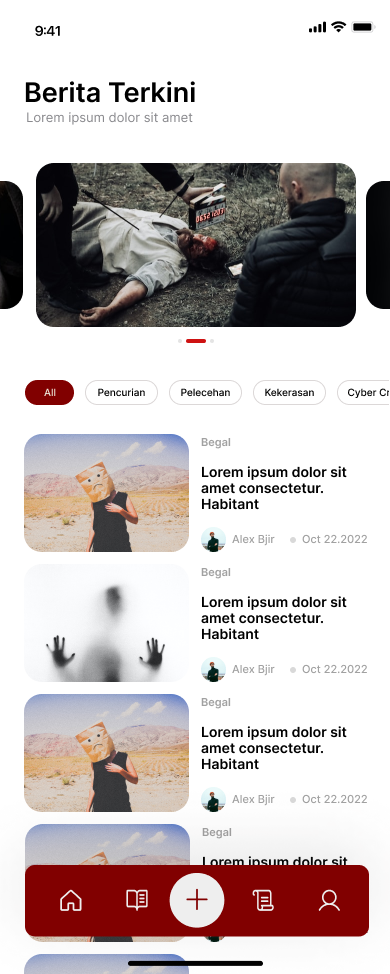 9:41
Berita Terkini
Lorem ipsum dolor sit amet
All
Pencurian
Pelecehan
Kekerasan
Cyber Cr
Begal
Lorem ipsum dolor sit
amet consectetur.
Habitant
Alex Bjir
Oct 22.2022
Begal
Lorem ipsum dolor sit
amet consectetur.
Habitant
Alex Bjir
Oct 22.2022
Begal
Lorem ipsum dolor sit
amet consectetur.
Habitant
Alex Bjir
Oct 22.2022
Begal
Lorem ipsum dolor sit